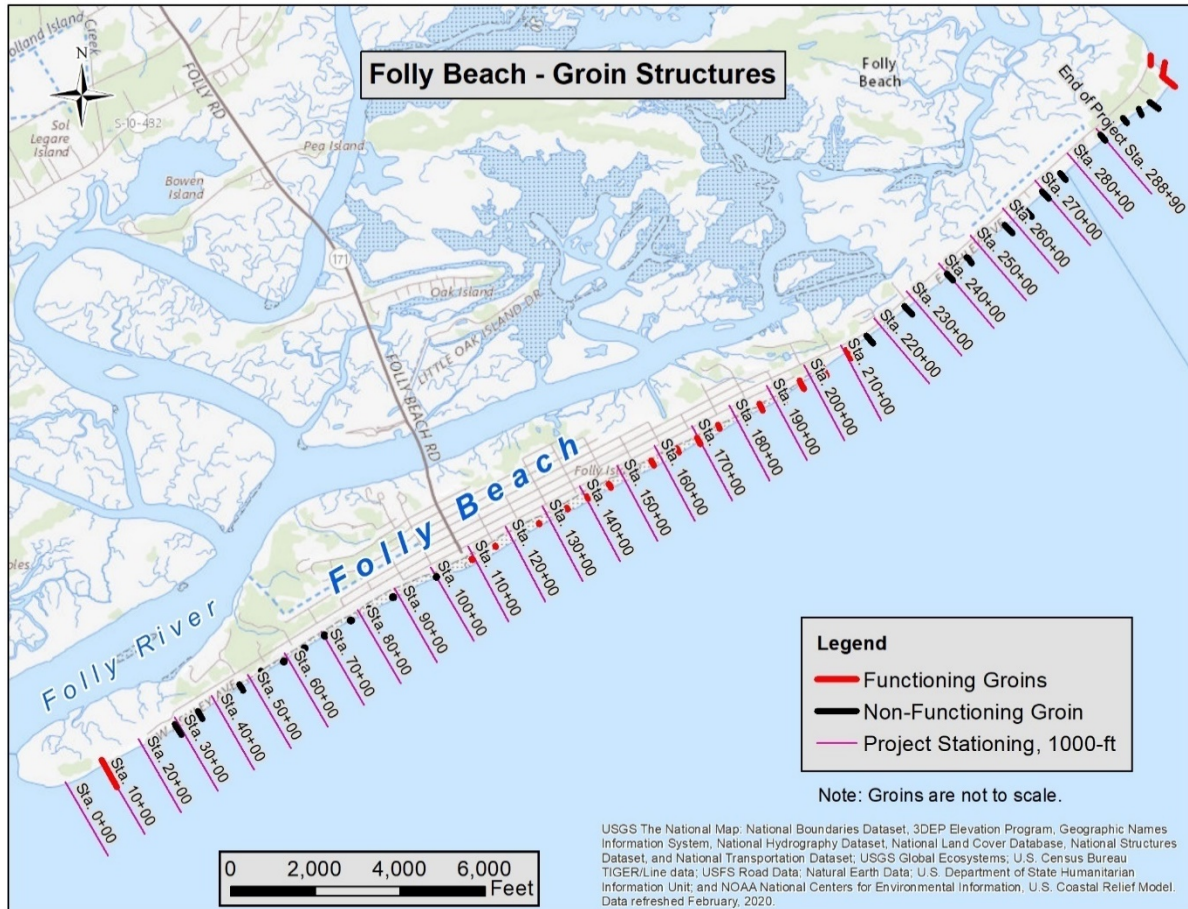 Folly Beach - Groin Structures
N
Holland Island
Creek
FOLLY RD
S-10-432
Sol
Legare
Island
Pea Island
Bowen
Island
171
Oak Island
LITTLE OAK ISLAND DR
FOLLY BEACH RD
Folly
Beach
Folly Beach
Folly River
End of Project Sta. 288+90
Sta. 280+00
Sta. 270+00
Sta. 260+00
Sta. 250+00
Sta. 240+00
Sta. 230+00
Sta. 220+00
Sta. 210+00
Sta. 200+00
Sta. 190+00
Sta. 180+00
Sta. 170+00
Sta. 160+00
Sta. 150+00
Sta. 140+00
Sta. 130+00
Sta. 120+00
Sta. 110+00
Sta. 100+00
Sta. 90+00
Sta. 80+00
Sta. 70+00
Sta. 60+00
Sta. 50+00
Sta. 40+00
Sta. 30+00
Sta. 20+00
Sta. 10+00
Sta. 0+00
Legend
Functioning Groins
Non-Functioning Groin
Project Stationing, 1000-ft
Note: Groins are not to scale.
0 2,000 4,000 6,000
Feet
USGS The National Map: National Boundaries Dataset, 3DEP Elevation Program, Geographic Names
Information System, National Hydrography Dataset, National Land Cover Database, National Structures
Dataset, and National Transportation Dataset; USGS Global Ecosystems; U.S. Census Bureau
TIGER/Line data; USFS Road Data; Natural Earth Data; U.S. Department of State Humanitarian
Information Unit; and NOAA National Centers for Environmental Information, U.S. Coastal Relief Model.
Data refreshed February, 2020.